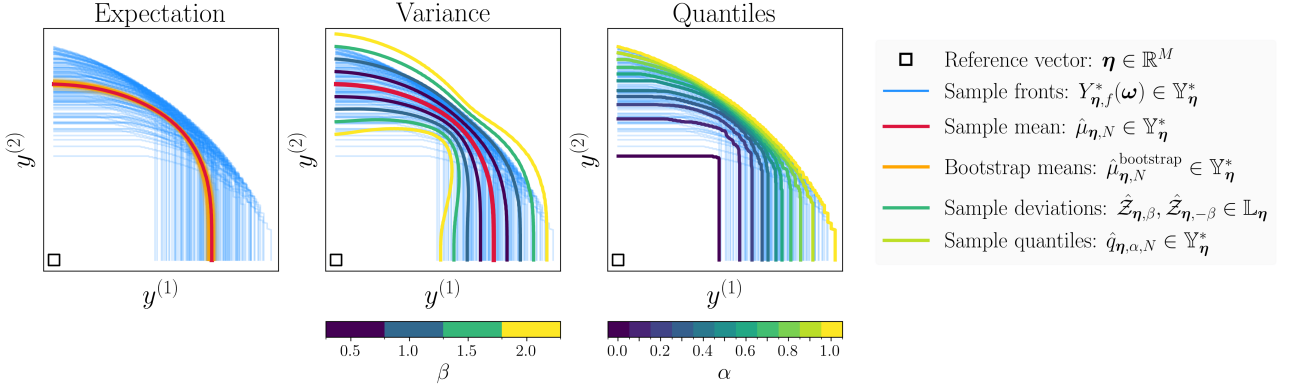 Expectation
Variance
Quantiles
y^(2)
y^(2)
y^(2)
y^(1)
y^(1)
y^(1)
0.5 1.0 1.5 2.0
β
0.0 0.2 0.4 0.6 0.8 1.0
α
Reference vector: η ∈ ℝ^M
Sample fronts: Y*_{η,f}(ω) ∈ 𝕐*_η
Sample mean: μ̂_{η,N} ∈ 𝕐*_η
Bootstrap means: μ̂^{bootstrap}_{η,N} ∈ 𝕐*_η
Sample deviations: 𝒵̂_{η,β}, 𝒵̂_{η,−β} ∈ 𝕃_η
Sample quantiles: q̂_{η,α,N} ∈ 𝕐*_η